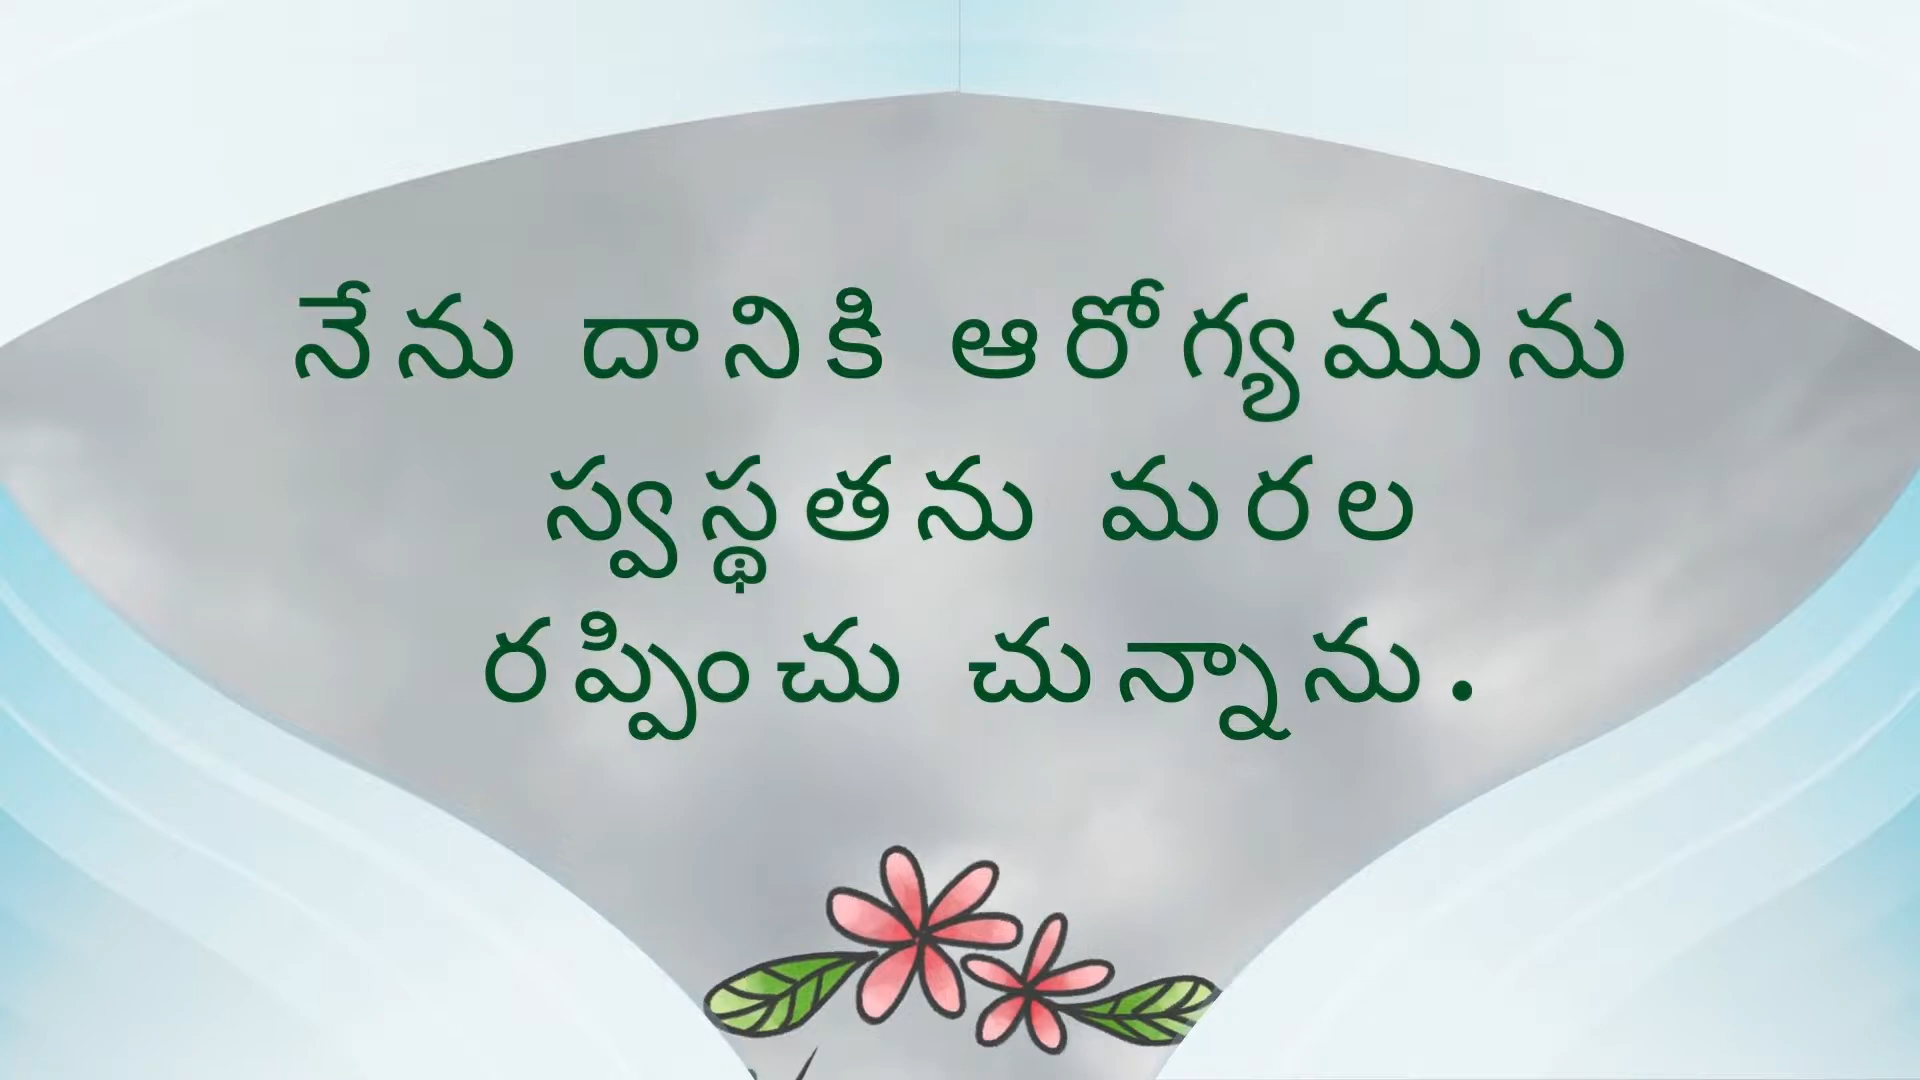 నేను దానికి ఆరోగ్యమును
స్వస్థతను మరల
రప్పించు చున్నాను.